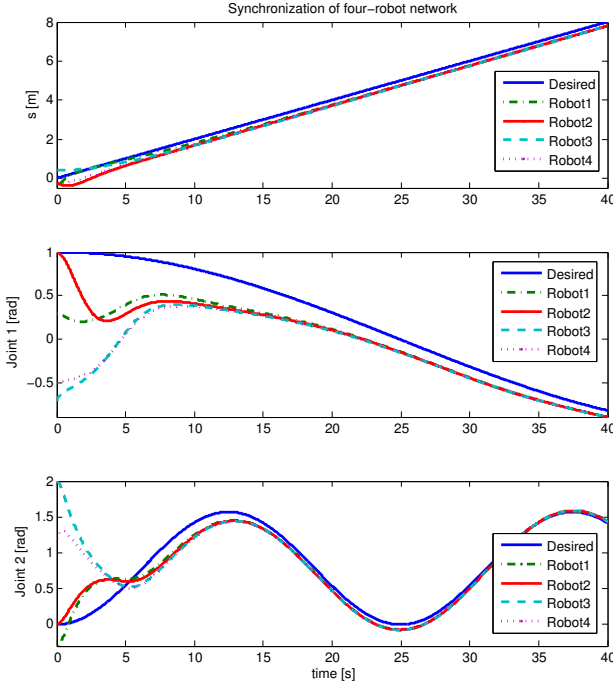 Synchronization of four-robot network
s [m]
8
6
4
2
0
0 5 10 15 20 25 30 35 40
Desired
Robot1
Robot2
Robot3
Robot4
Joint 1 [rad]
1
0.5
0
−0.5
0 5 10 15 20 25 30 35 40
Desired
Robot1
Robot2
Robot3
Robot4
Joint 2 [rad]
2
1.5
1
0.5
0
0 5 10 15 20 25 30 35 40
Desired
Robot1
Robot2
Robot3
Robot4
time [s]